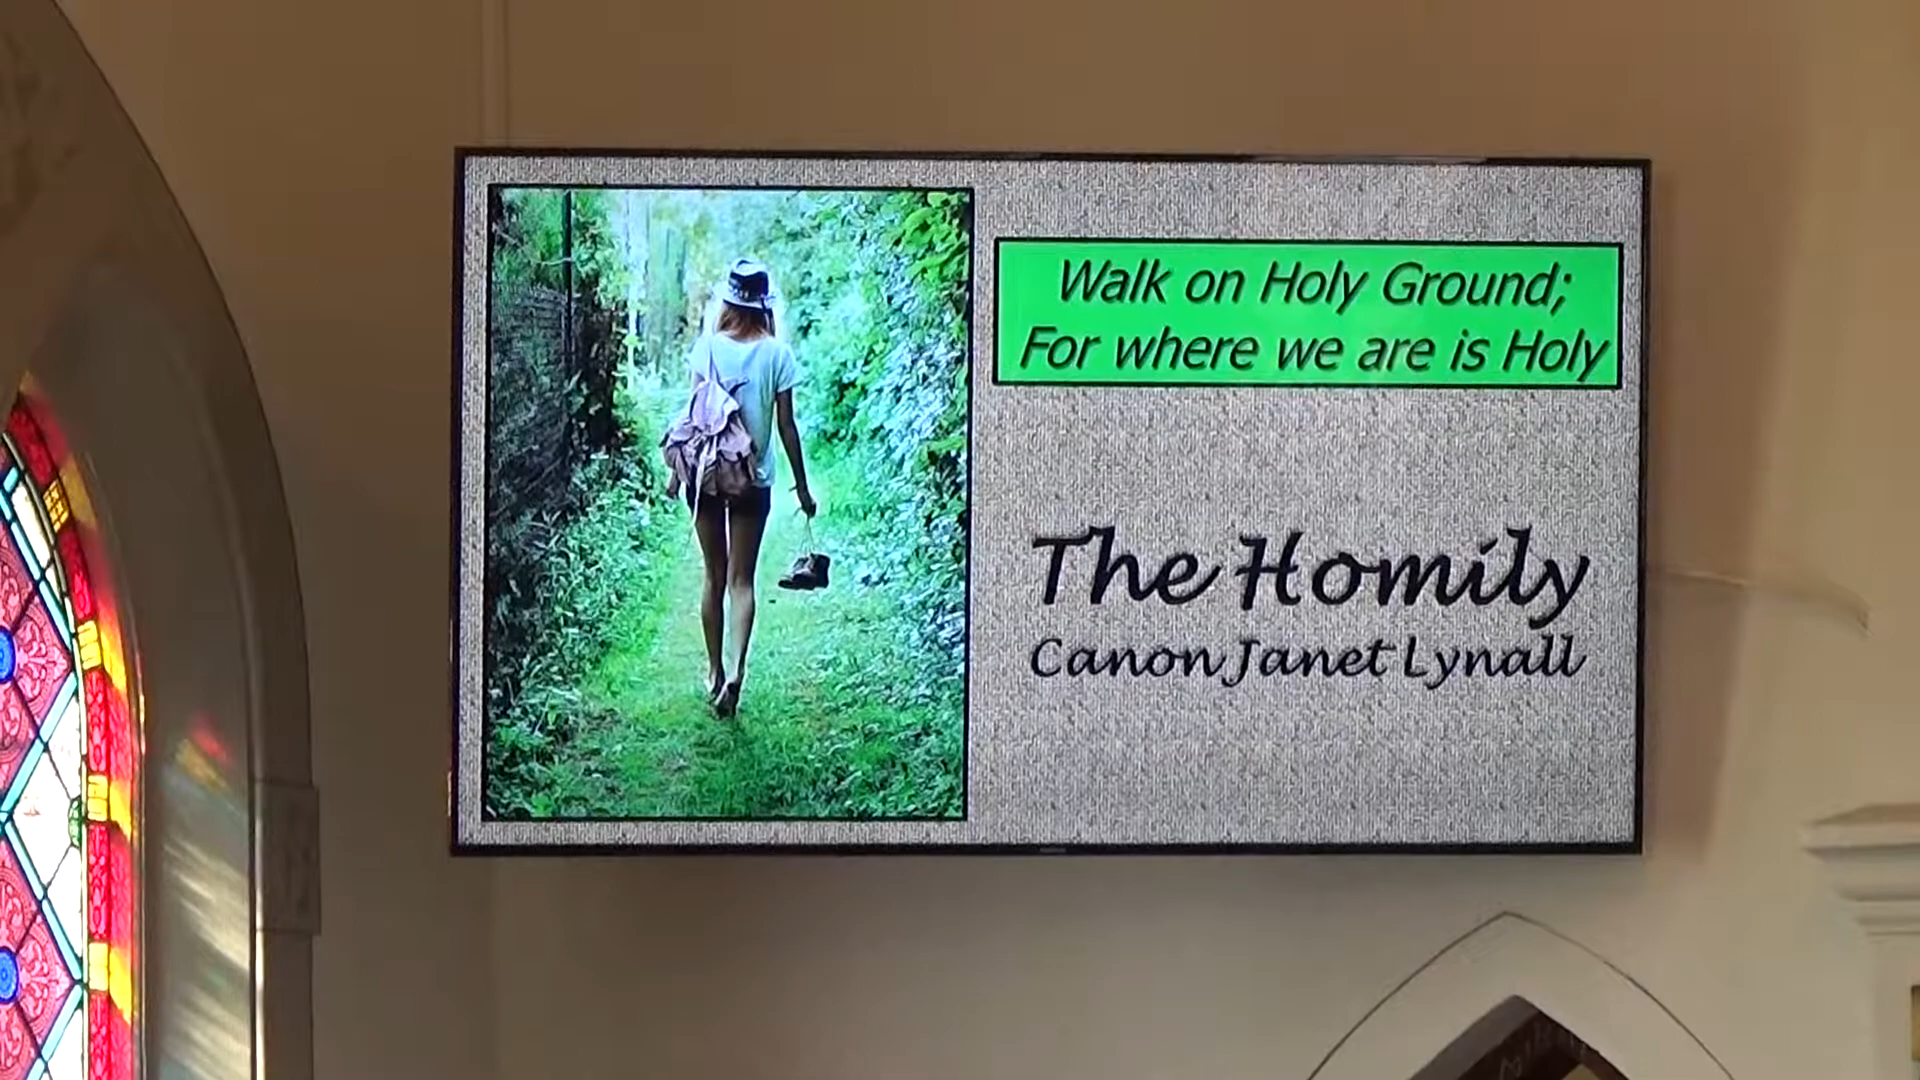 Walk on Holy Ground;
For where we are is Holy
The Homily
Canon Janet Lynall